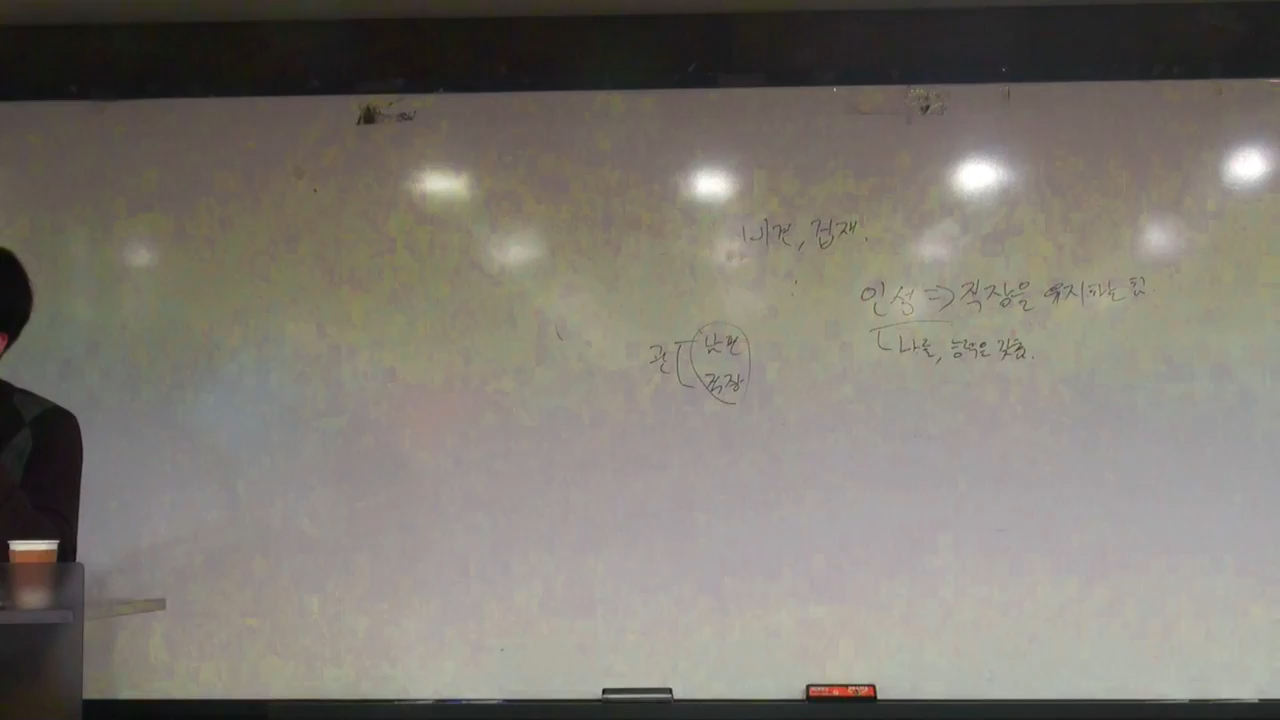 비견, 겁재.
인성 => 직장을 유지하는 힘.
나를, 능력을 갖춤.
관 남편
직장